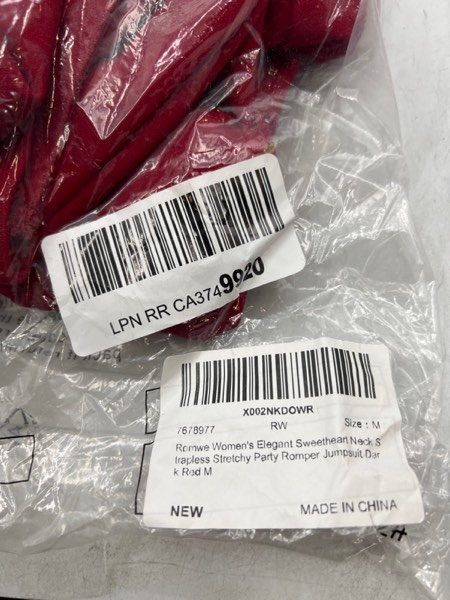 LPN RR CA3749920
X002NKDOWR
7678977 RW Size : M
Romwe Women's Elegant Sweetheart Neck S
trapless Stretchy Party Romper Jumpsuit Dar
k Red M
NEW MADE IN CHINA